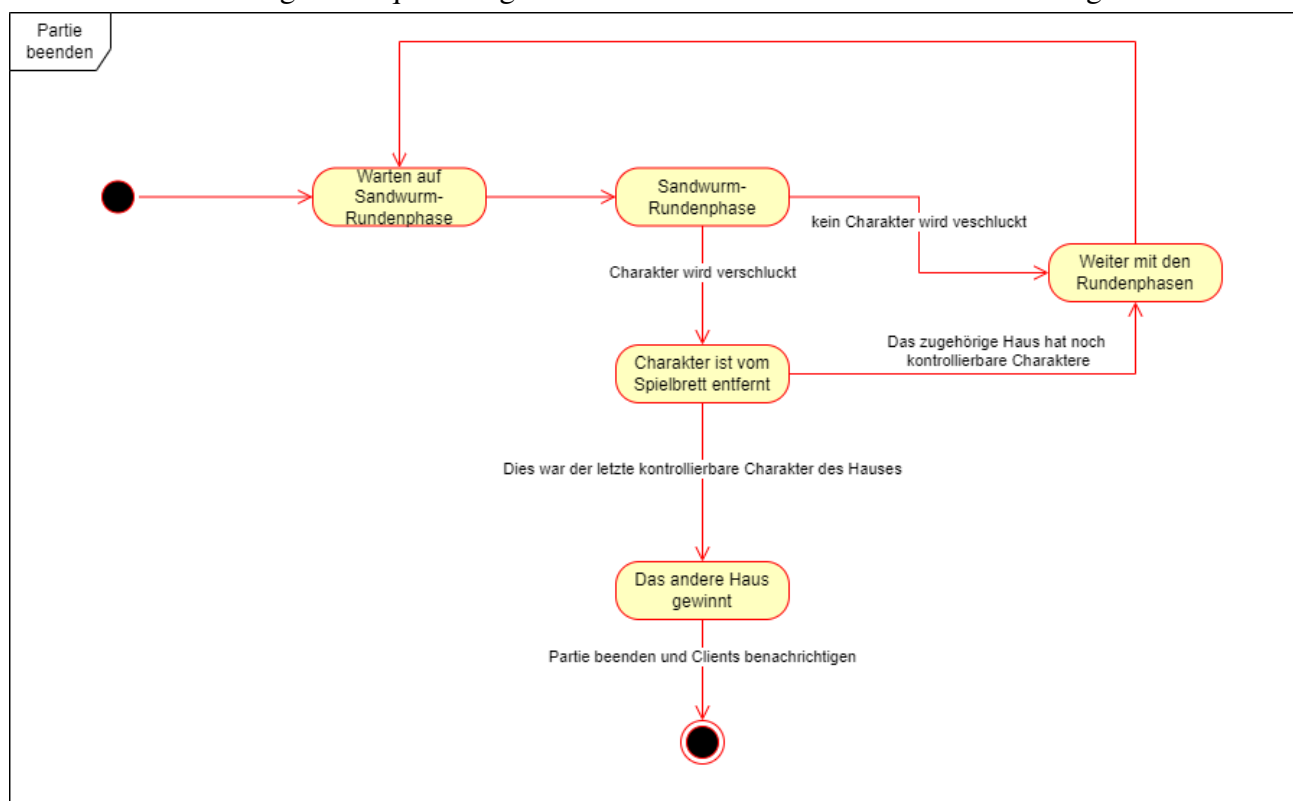 Partie
beenden
Warten auf
Sandwurm-
Rundenphase
Sandwurm-
Rundenphase
kein Charakter wird veschluckt
Weiter mit den
Rundenphasen
Charakter wird verschluckt
Das zugehörige Haus hat noch
kontrollierbare Charaktere
Charakter ist vom
Spielbrett entfernt
Dies war der letzte kontrollierbare Charakter des Hauses
Das andere Haus
gewinnt
Partie beenden und Clients benachrichtigen